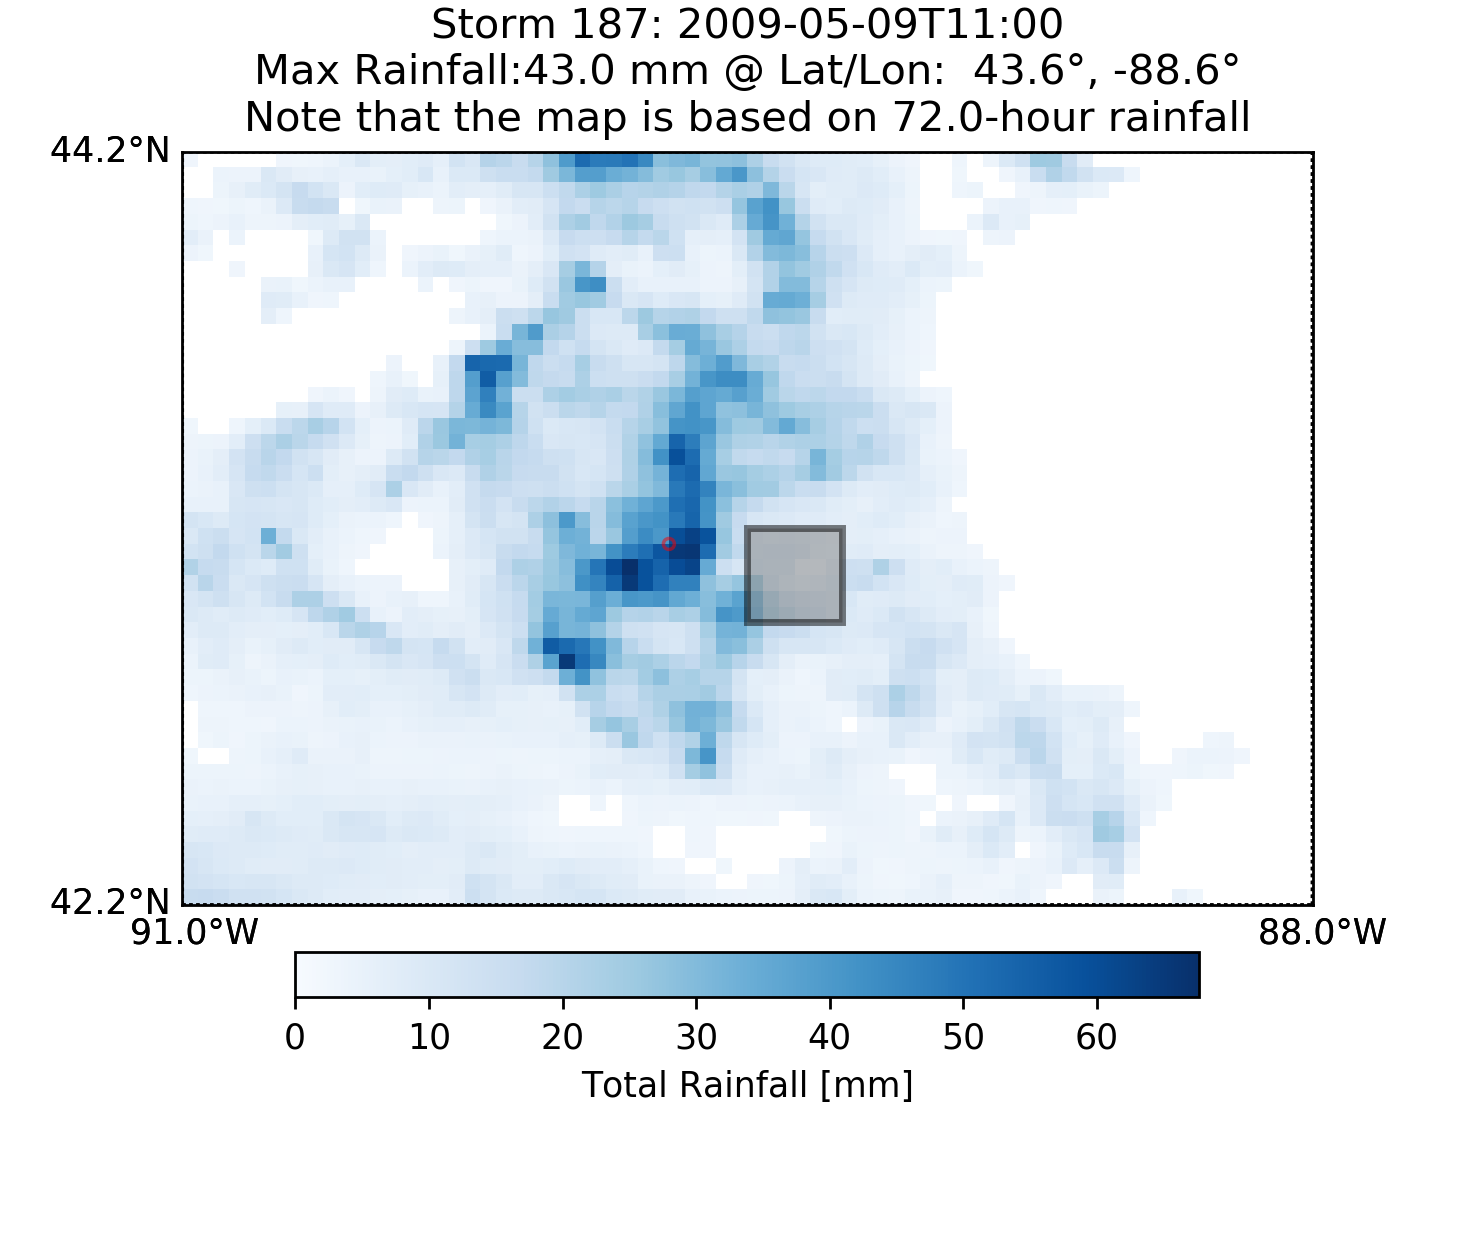 Storm 187: 2009-05-09T11:00
Max Rainfall:43.0 mm @ Lat/Lon:  43.6°, -88.6°
Note that the map is based on 72.0-hour rainfall
44.2°N
42.2°N
91.0°W 88.0°W
0 10 20 30 40 50 60
Total Rainfall [mm]